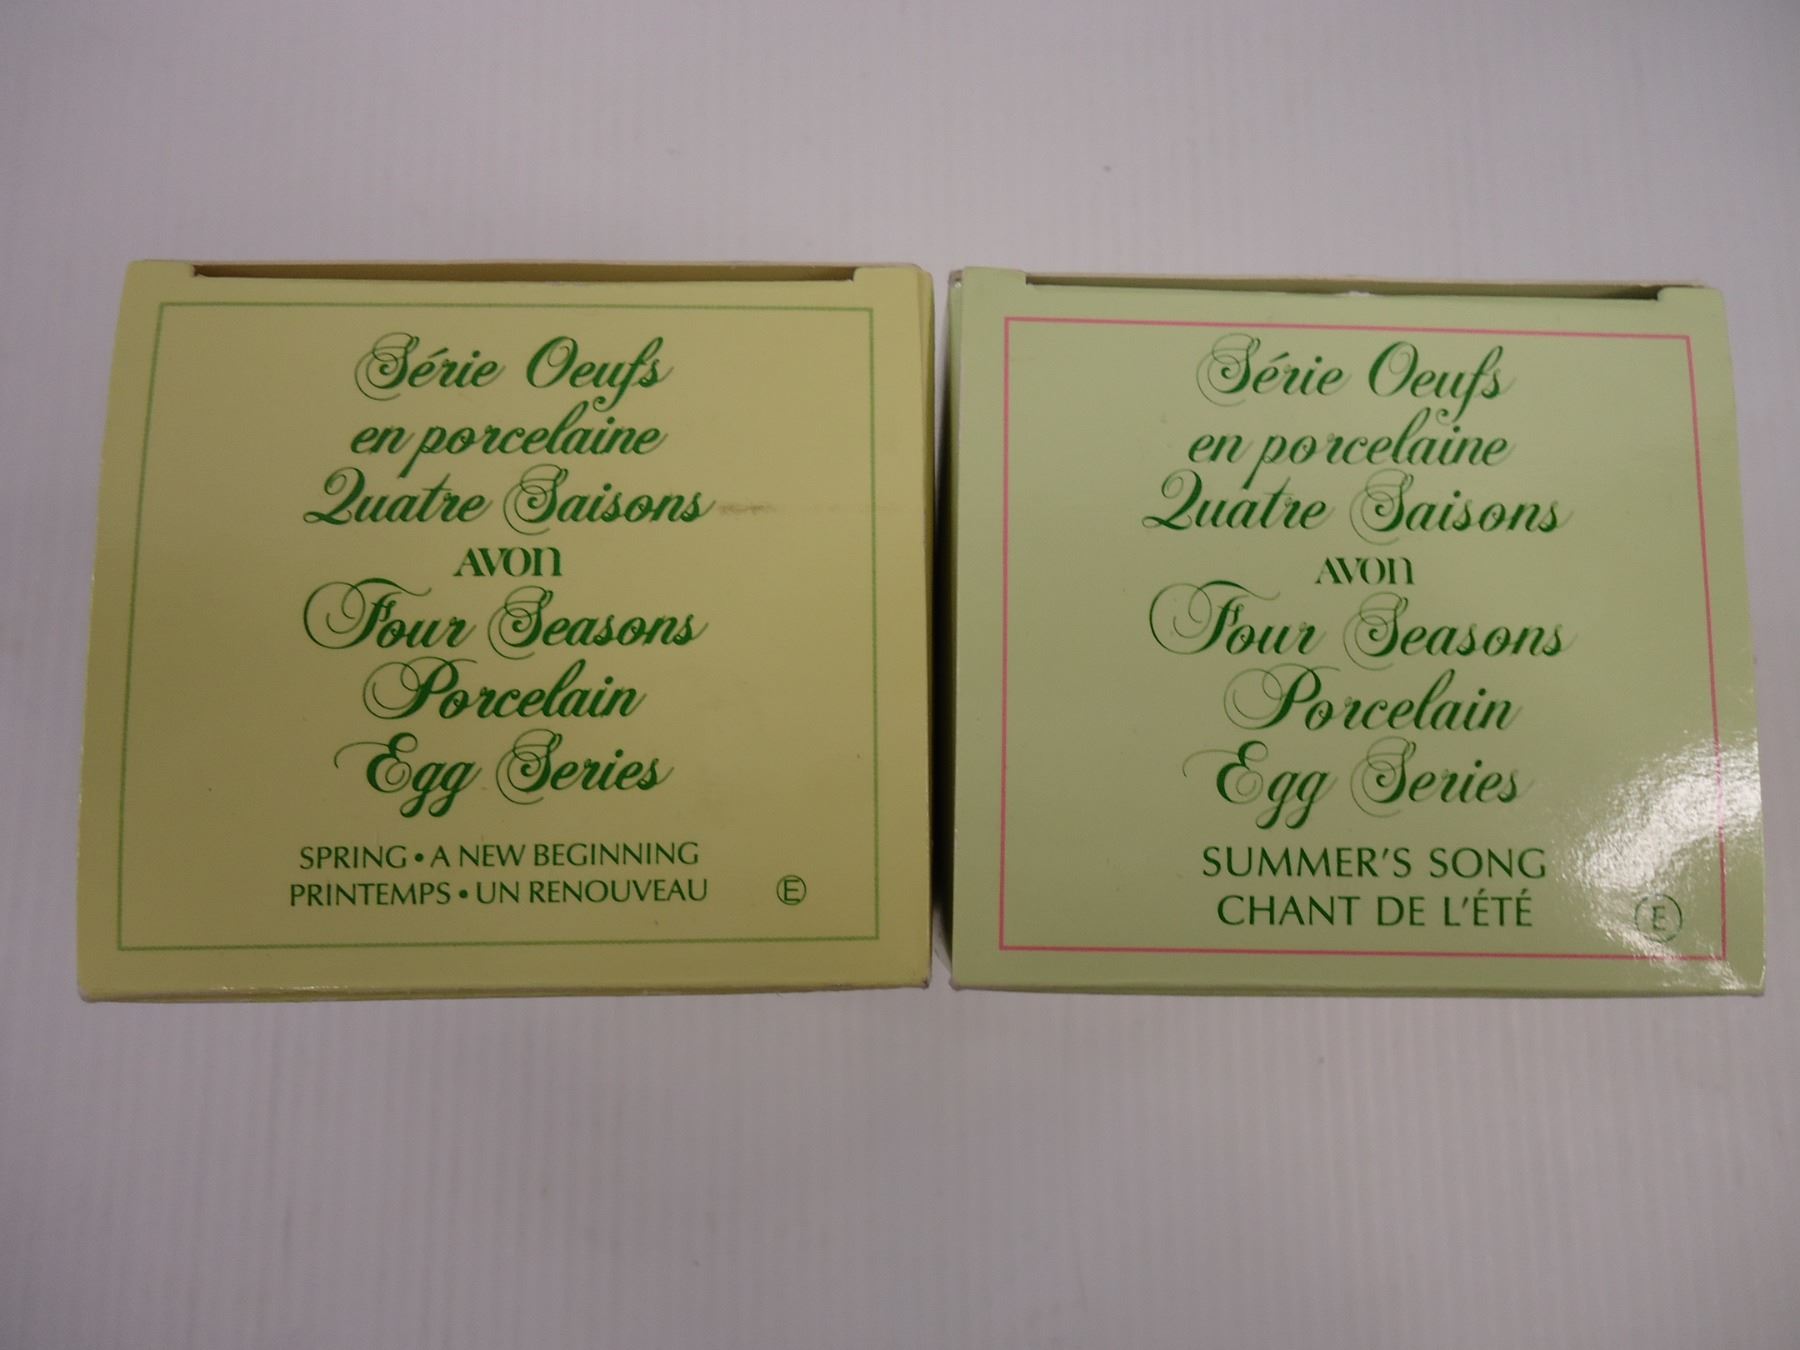 Série Oeufs
en porcelaine
Quatre Saisons
AVON
Four Seasons
Porcelain
Egg Series
SPRING • A NEW BEGINNING
PRINTEMPS • UN RENOUVEAU
E
Série Oeufs
en porcelaine
Quatre Saisons
AVON
Four Seasons
Porcelain
Egg Series
SUMMER'S SONG
CHANT DE L'ÉTÉ
E